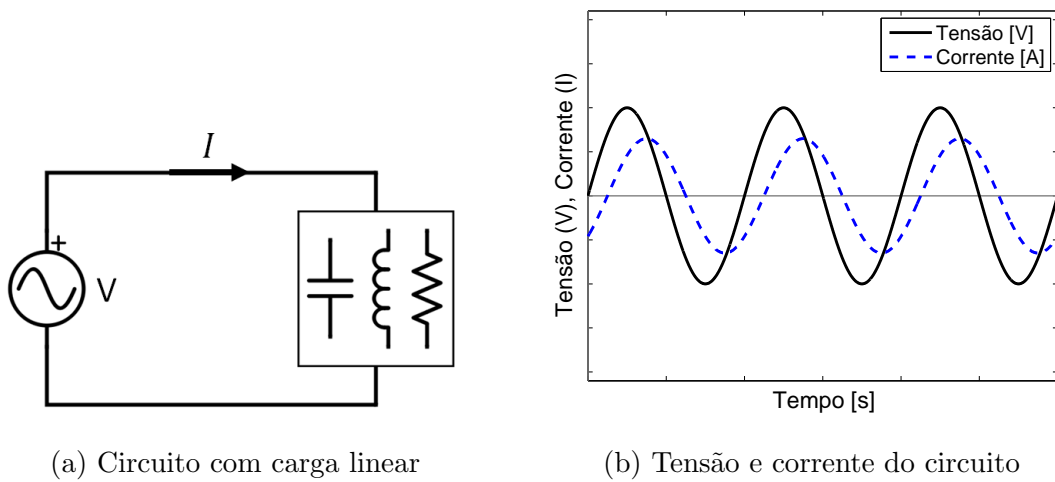 I
+
V
(a) Circuito com carga linear
Tensão [V]
Corrente [A]
Tensão (V), Corrente (I)
Tempo [s]
(b) Tensão e corrente do circuito